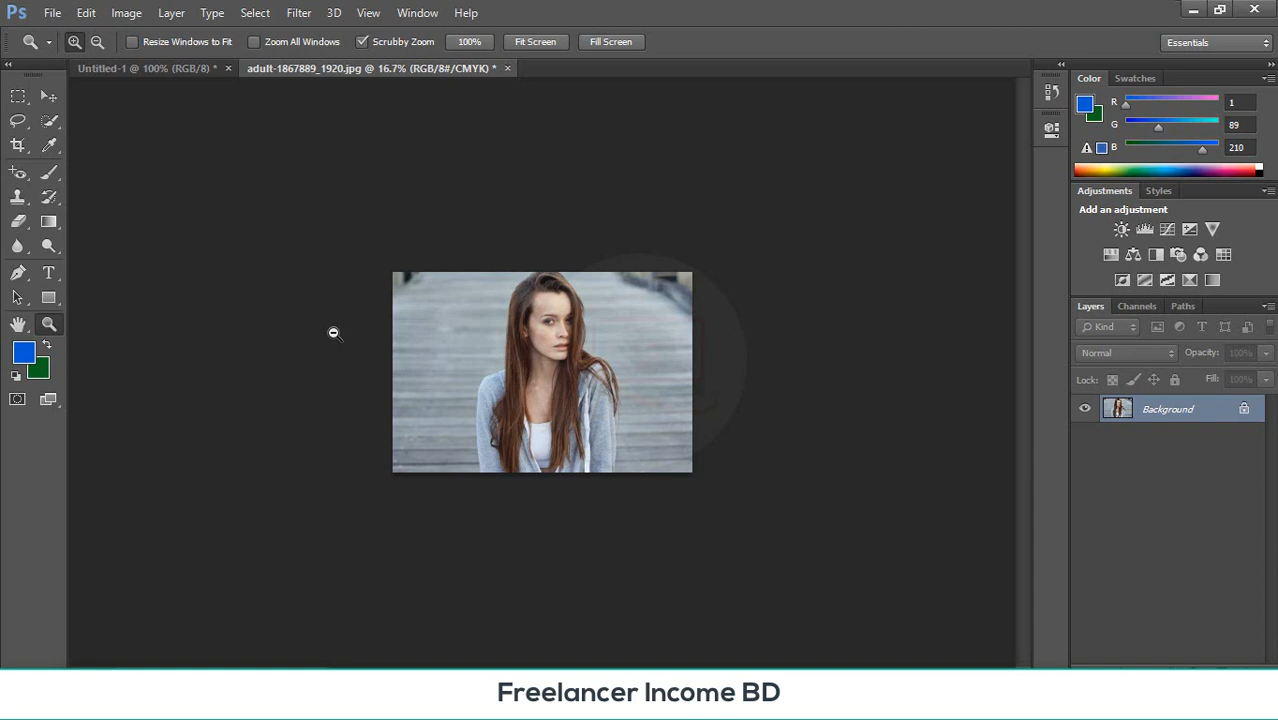 Ps File Edit Image Layer Type Select Filter 3D View Window Help
Resize Windows to Fit Zoom All Windows Scrubby Zoom 100% Fit Screen Fill Screen Essentials
Untitled-1 @ 100% (RGB/8) * × adult-1867889_1920.jpg @ 16.7% (RGB/8#/CMYK) * ×
Color Swatches
R 1
G 89
B 210
Adjustments Styles
Add an adjustment
Layers Channels Paths
Kind
Normal Opacity: 100%
Lock: Fill: 100%
Background
Freelancer Income BD